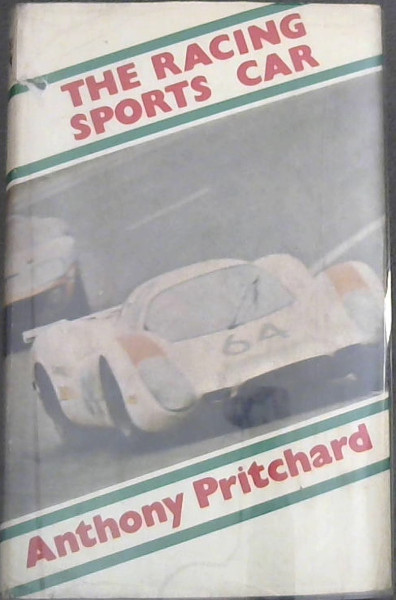 THE RACING
SPORTS CAR
64
Anthony Pritchard